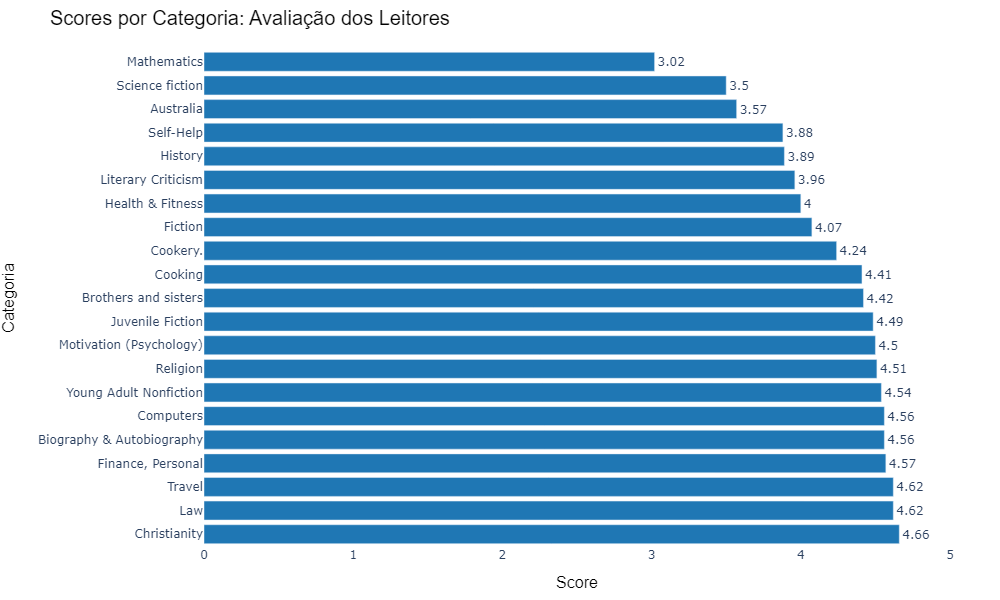 Scores por Categoria: Avaliação dos Leitores
Mathematics 3.02
Science fiction 3.5
Australia 3.57
Self-Help 3.88
History 3.89
Literary Criticism 3.96
Health & Fitness 4
Fiction 4.07
Cookery. 4.24
Cooking 4.41
Brothers and sisters 4.42
Juvenile Fiction 4.49
Motivation (Psychology) 4.5
Religion 4.51
Young Adult Nonfiction 4.54
Computers 4.56
Biography & Autobiography 4.56
Finance, Personal 4.57
Travel 4.62
Law 4.62
Christianity 4.66
0 1 2 3 4 5
Score
Categoria